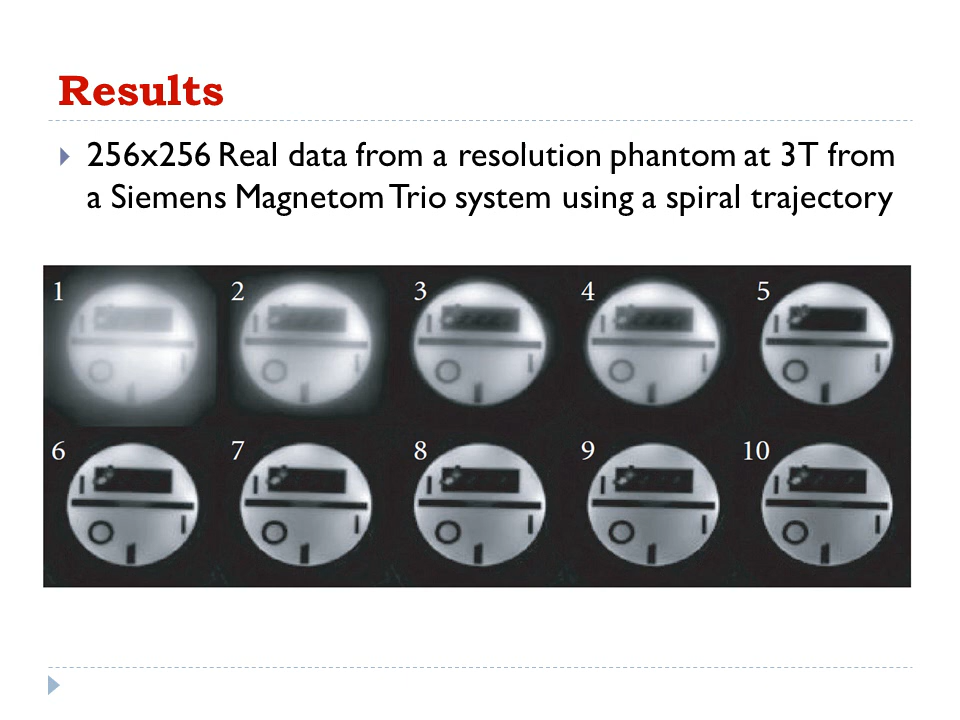 Results
256x256 Real data from a resolution phantom at 3T from
a Siemens Magnetom Trio system using a spiral trajectory
1 2 3 4 5
6 7 8 9 10